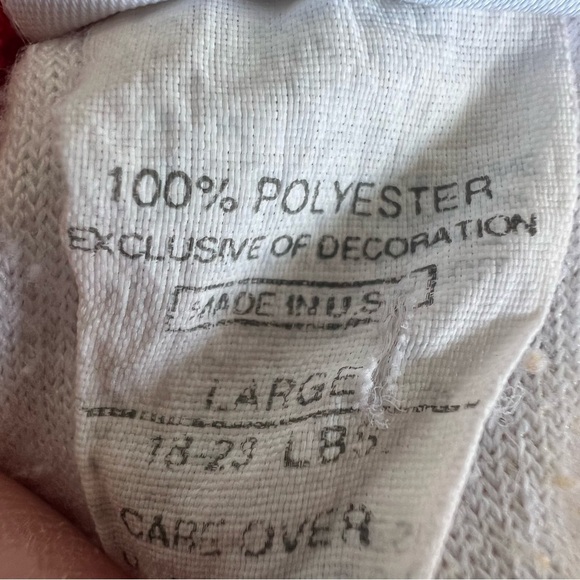 100% POLYESTER
EXCLUSIVE OF DECORATION
MADE IN U.S
LARGE
18-23 LBS.
CARE OVER